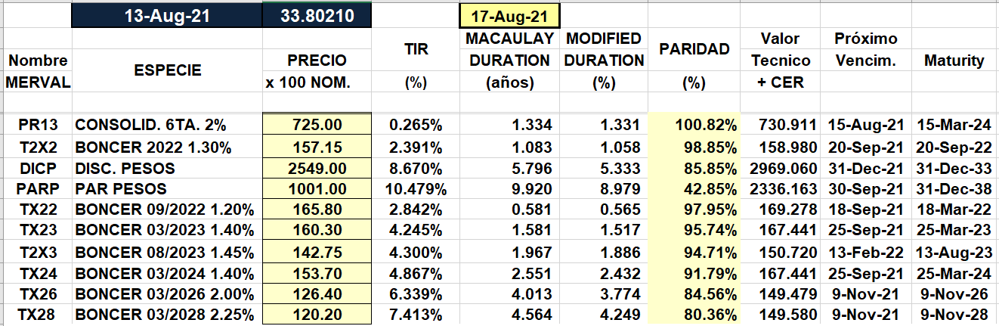 13-Aug-21 33.80210 17-Aug-21
MACAULAY MODIFIED Valor Próximo
TIR PARIDAD
Nombre PRECIO DURATION DURATION Tecnico Vencim. Maturity
ESPECIE
MERVAL x 100 NOM. (%) (años) (%) (%) + CER
PR13 CONSOLID. 6TA. 2% 725.00 0.265% 1.334 1.331 100.82% 730.911 15-Aug-21 15-Mar-24
T2X2 BONCER 2022 1.30% 157.15 2.391% 1.083 1.058 98.85% 158.980 20-Sep-21 20-Sep-22
DICP DISC. PESOS 2549.00 8.670% 5.796 5.333 85.85% 2969.060 31-Dec-21 31-Dec-33
PARP PAR PESOS 1001.00 10.479% 9.920 8.979 42.85% 2336.163 30-Sep-21 31-Dec-38
TX22 BONCER 09/2022 1.20% 165.80 2.842% 0.581 0.565 97.95% 169.278 18-Sep-21 18-Mar-22
TX23 BONCER 03/2023 1.40% 160.30 4.245% 1.581 1.517 95.74% 167.441 25-Sep-21 25-Mar-23
T2X3 BONCER 08/2023 1.45% 142.75 4.300% 1.967 1.886 94.71% 150.720 13-Feb-22 13-Aug-23
TX24 BONCER 03/2024 1.40% 153.70 4.867% 2.551 2.432 91.79% 167.441 25-Sep-21 25-Mar-24
TX26 BONCER 03/2026 2.00% 126.40 6.339% 4.013 3.774 84.56% 149.479 9-Nov-21 9-Nov-26
TX28 BONCER 03/2028 2.25% 120.20 7.413% 4.564 4.249 80.36% 149.580 9-Nov-21 9-Nov-28